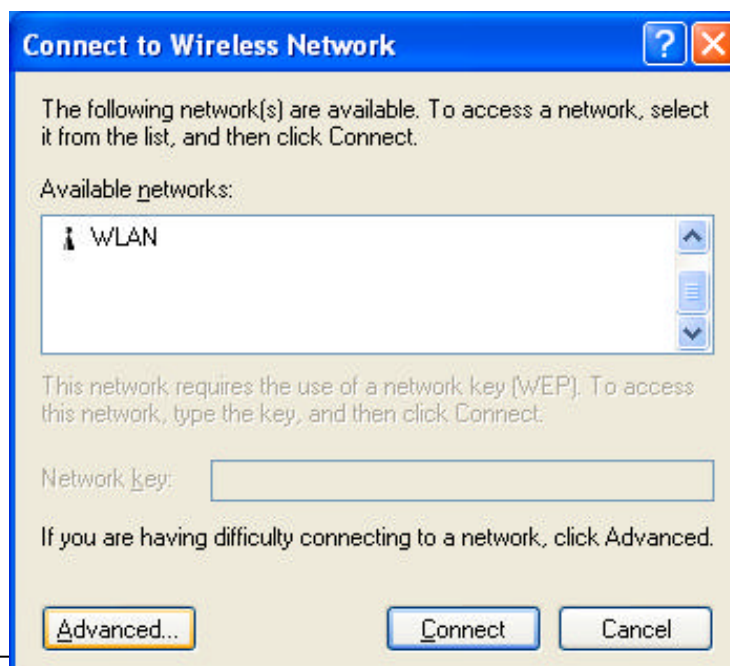 Connect to Wireless Network
The following network(s) are available. To access a network, select
it from the list, and then click Connect.
Available networks:
WLAN
This network requires the use of a network key (WEP). To access
this network, type the key, and then click Connect.
Network key:
If you are having difficulty connecting to a network, click Advanced.
Advanced... Connect Cancel